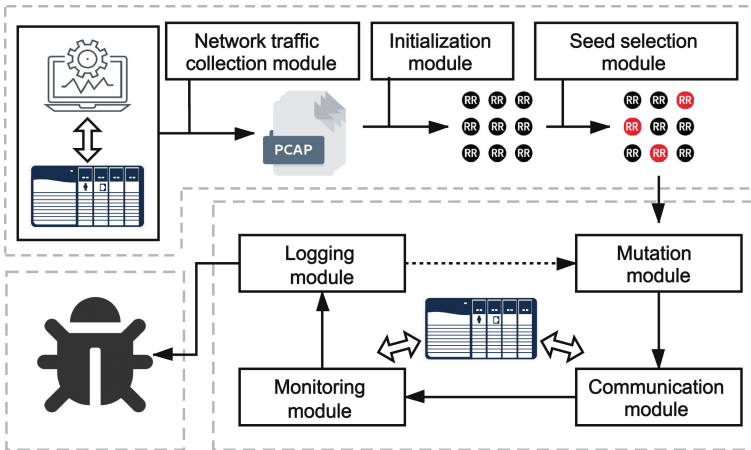 Network traffic
collection module
Initialization
module
Seed selection
module
PCAP
RR RR RR
RR RR RR
RR RR RR
RR RR RR
RR RR RR
RR RR RR
Logging
module
Mutation
module
Monitoring
module
Communication
module